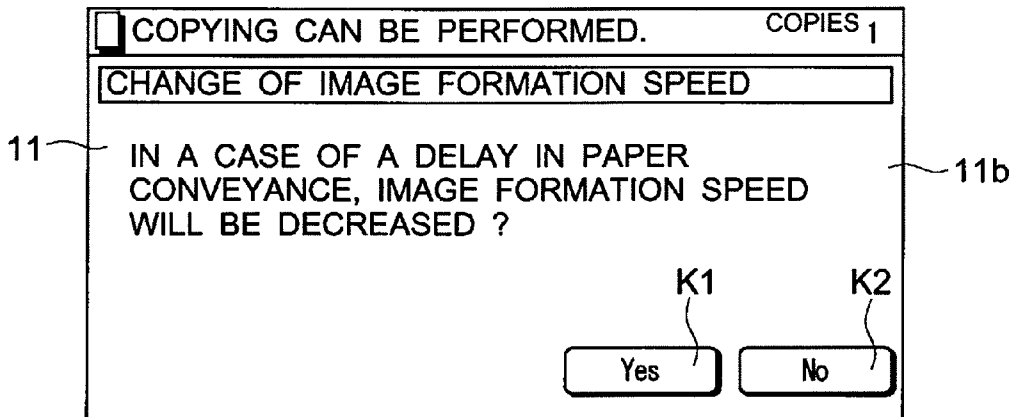 COPYING CAN BE PERFORMED. COPIES 1
CHANGE OF IMAGE FORMATION SPEED
11
IN A CASE OF A DELAY IN PAPER
11b
CONVEYANCE, IMAGE FORMATION SPEED
WILL BE DECREASED ?
K1 K2
Yes No